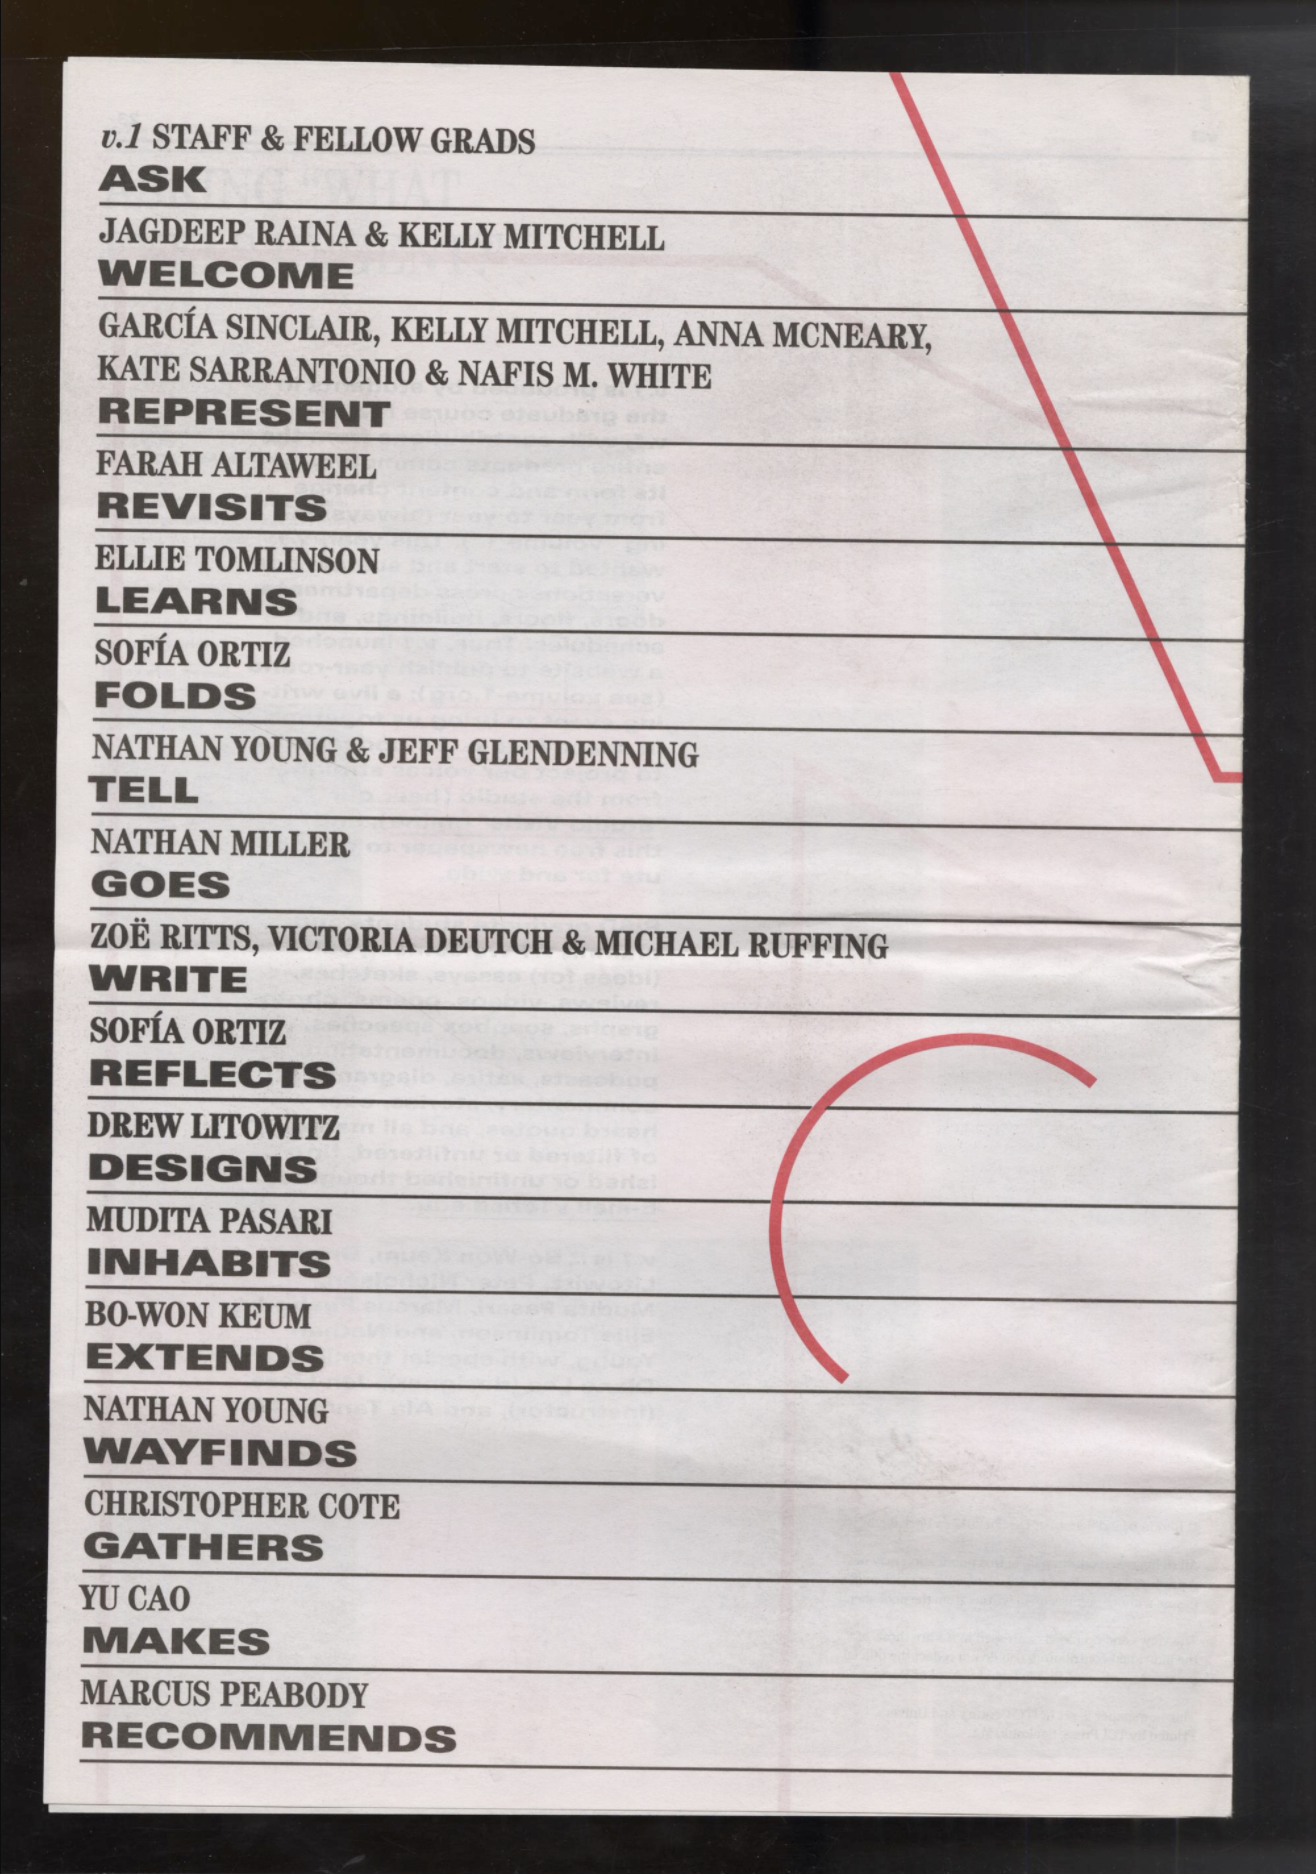 v.1 STAFF & FELLOW GRADS
ASK
JAGDEEP RAINA & KELLY MITCHELL
WELCOME
GARCÍA SINCLAIR, KELLY MITCHELL, ANNA MCNEARY,
KATE SARRANTONIO & NAFIS M. WHITE
REPRESENT
FARAH ALTAWEEL
REVISITS
ELLIE TOMLINSON
LEARNS
SOFÍA ORTIZ
FOLDS
NATHAN YOUNG & JEFF GLENDENNING
TELL
NATHAN MILLER
GOES
ZOË RITTS, VICTORIA DEUTCH & MICHAEL RUFFING
WRITE
SOFÍA ORTIZ
REFLECTS
DREW LITOWITZ
DESIGNS
MUDITA PASARI
INHABITS
BO-WON KEUM
EXTENDS
NATHAN YOUNG
WAYFINDS
CHRISTOPHER COTE
GATHERS
YU CAO
MAKES
MARCUS PEABODY
RECOMMENDS